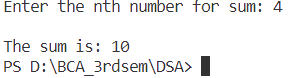 Enter the nth number for sum: 4
The sum is: 10
PS D:\BCA_3rdsem\DSA>